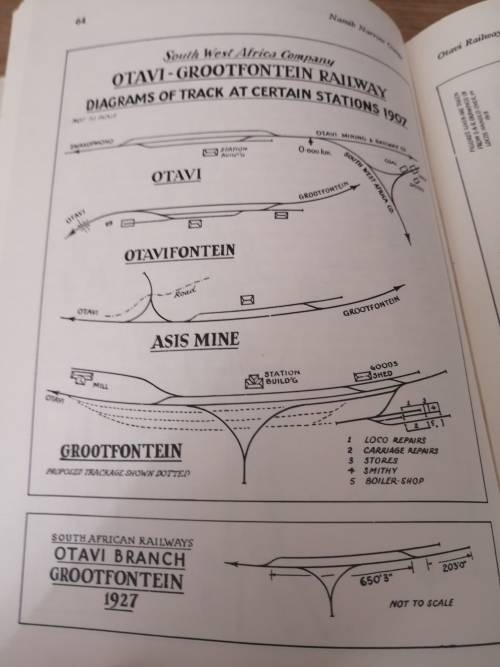 64
Namib Narrow
Otavi Railway
South West Africa Company
OTAVI-GROOTFONTEIN RAILWAY
DIAGRAMS OF TRACK AT CERTAIN STATIONS 1907
NOT TO SCALE
SWAKOPMUND
OTAVI MINING & RAILWAY CO.
STATION
BUILD'G
0·600 km.
COAL
SOUTH WEST AFRICA CO.
OTAVI
GROOTFONTEIN
OTAVI
OTAVIFONTEIN
Road
OTAVI
GROOTFONTEIN
ASIS MINE
MILL
STATION
BUILD'G
GOODS
SHED
OTAVI
GROOTFONTEIN
PROPOSED TRACKAGE SHOWN DOTTED
1 LOCO REPAIRS
2 CARRIAGE REPAIRS
3 STORES
4 SMITHY
5 BOILER-SHOP
SOUTH AFRICAN RAILWAYS
OTAVI BRANCH
GROOTFONTEIN
1927
650'3"
203'0"
NOT TO SCALE